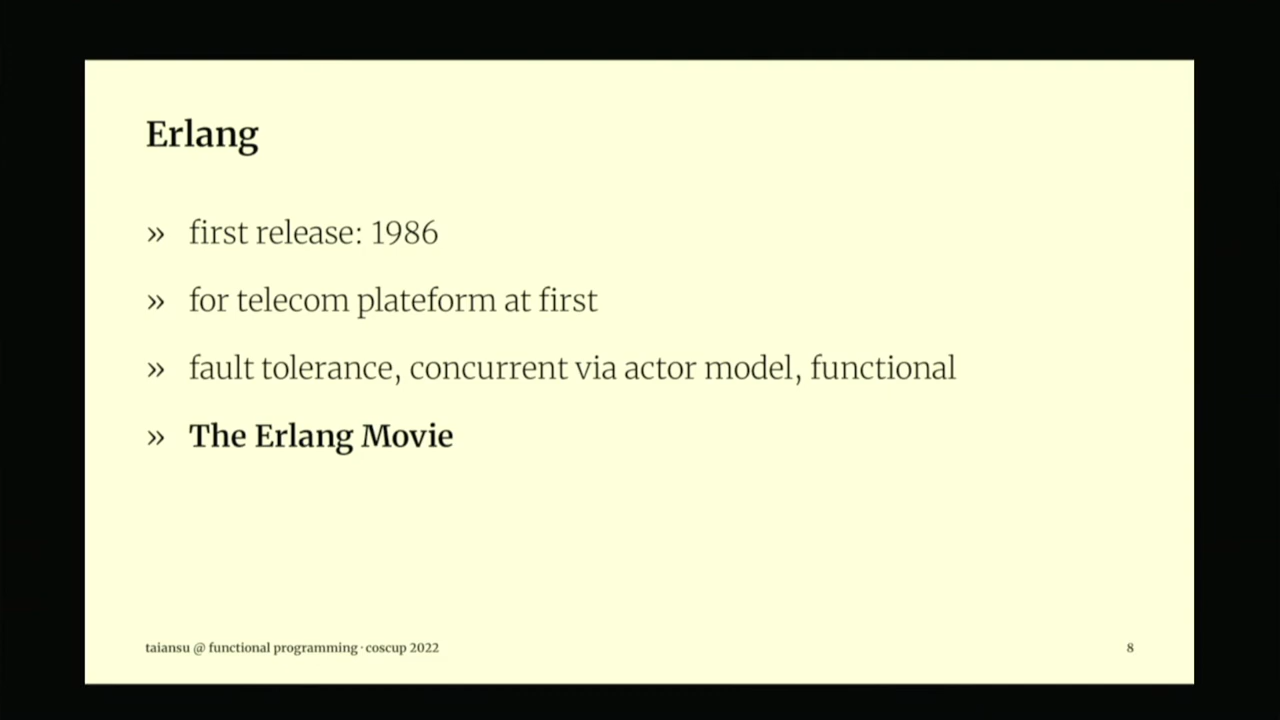 Erlang
» first release: 1986
» for telecom plateform at first
» fault tolerance, concurrent via actor model, functional
» The Erlang Movie
taiansu @ functional programming · coscup 2022
8